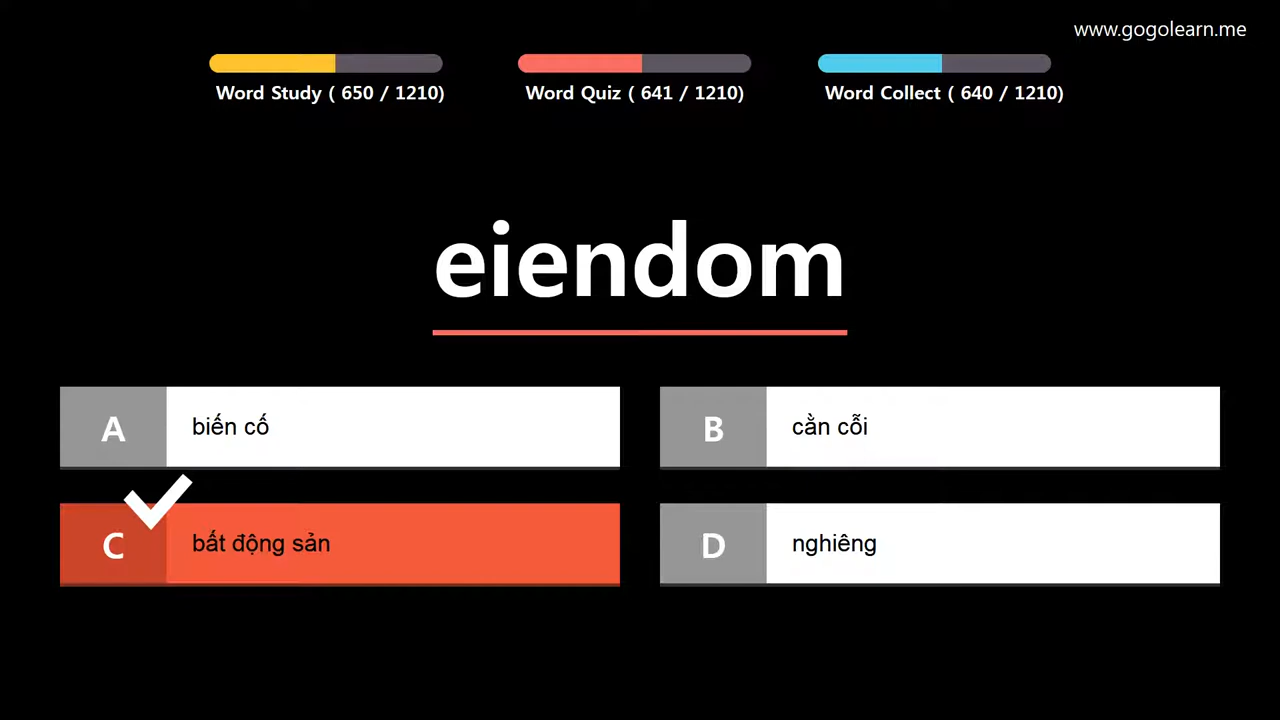 www.gogolearn.me
Word Study ( 650 / 1210)
Word Quiz ( 641 / 1210)
Word Collect ( 640 / 1210)
eiendom
A
biến cố
B
cằn cỗi
C
bất động sản
D
nghiêng